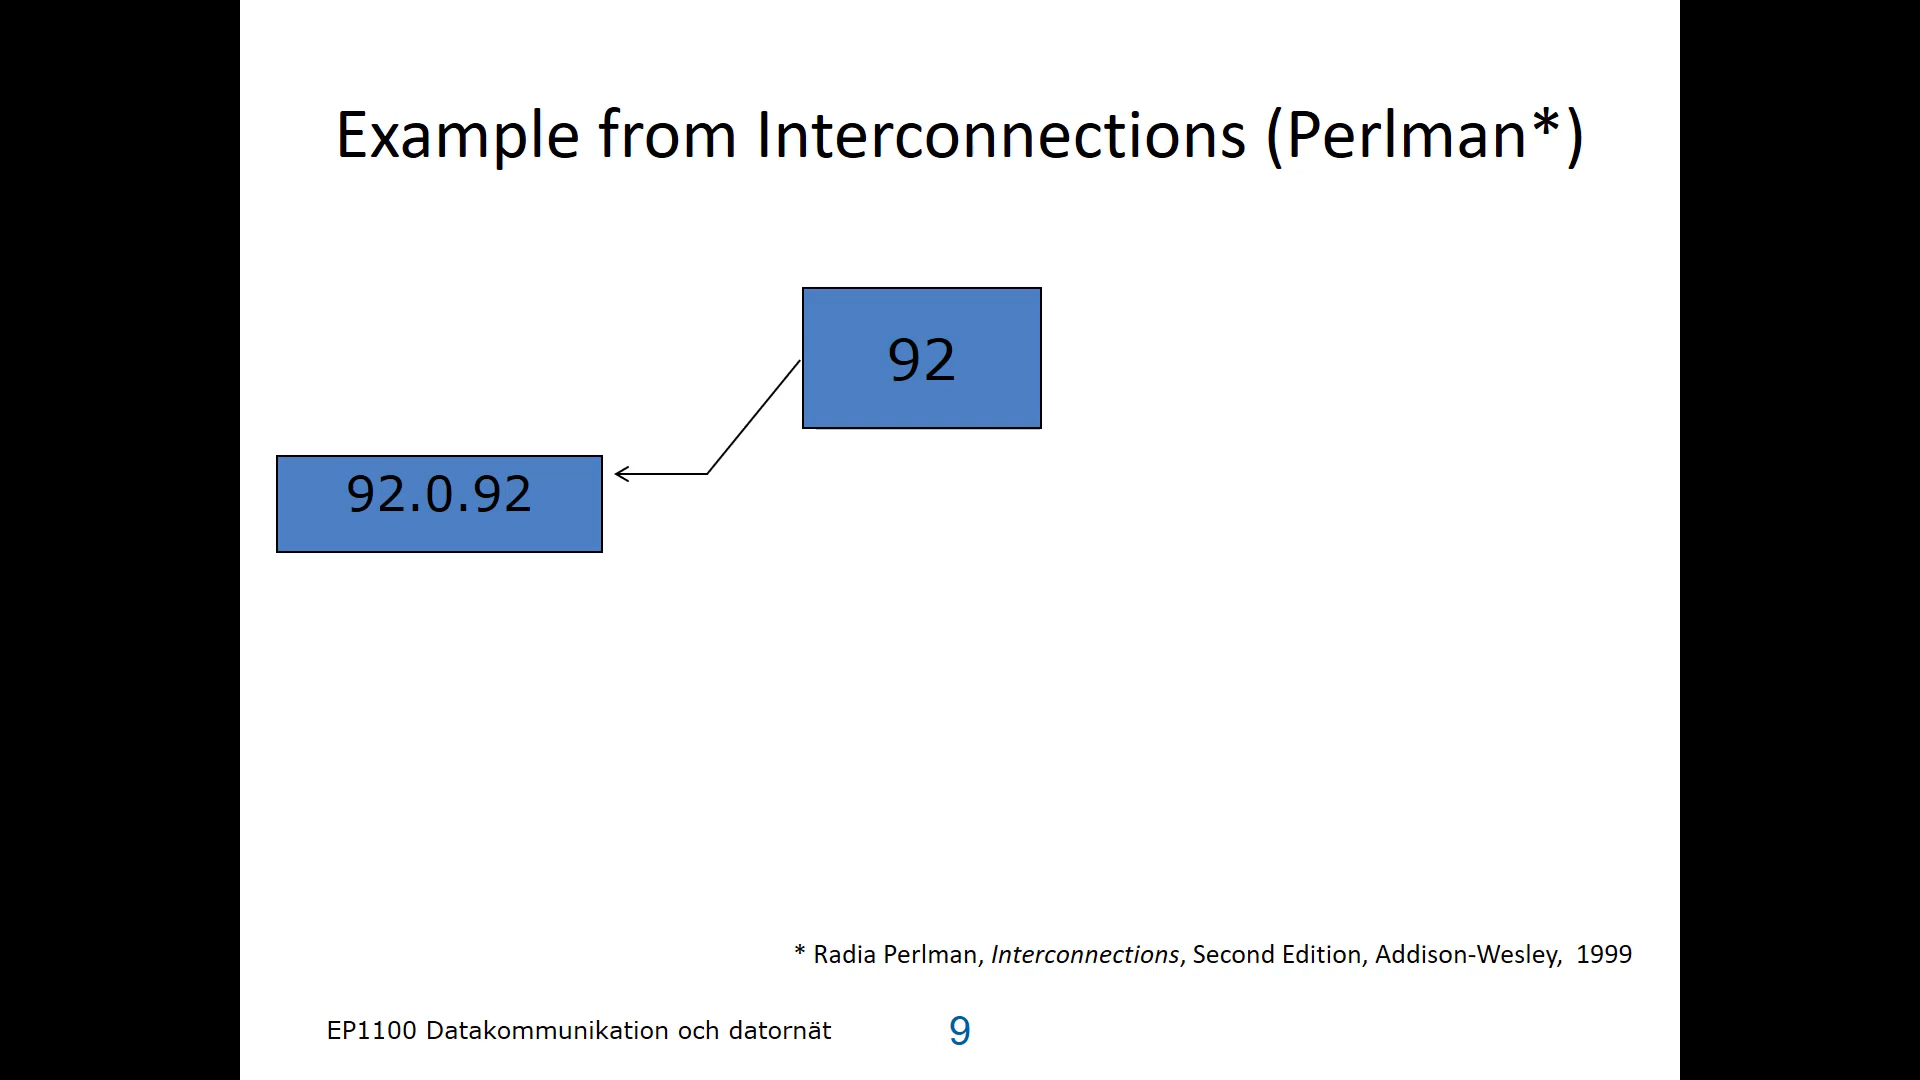 Example from Interconnections (Perlman*)
92
92.0.92
* Radia Perlman, Interconnections, Second Edition, Addison-Wesley, 1999
EP1100 Datakommunikation och datornät
9